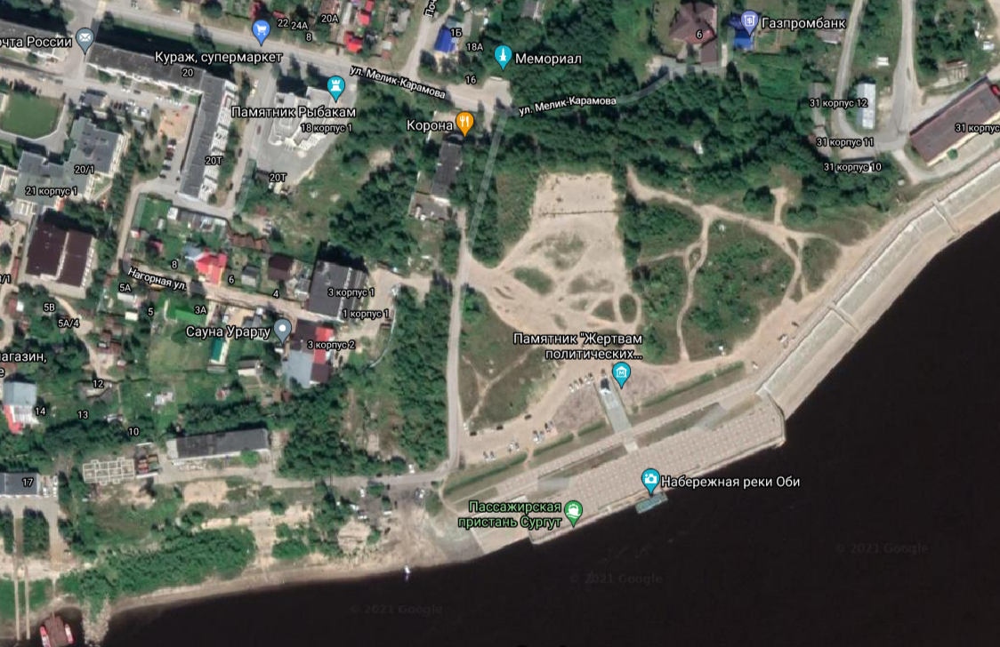 22
24А
20А
8
Поч
1Б
18А
6
Газпромбанк
чта России
Кураж, супермаркет
20
Мемориал
16
ул. Мелик-Карамова
ул. Мелик-Карамова
Памятник Рыбакам
18 корпус 1
Корона
31 корпус 12
31 корпус
31 корпус 11
31 корпус 10
20/1
20Т
20Т
21 корпус 1
8
Нагорная ул.
6
4
5А
/1
3 корпус 1
1 корпус 1
5В
5
3А
5А/4
Сауна Урарту
3 корпус 2
Памятник "Жертвам
политических...
агазин,
е
12
14
13
10
17
Набережная реки Оби
Пассажирская
пристань Сургут
© 2021 Google
© 2021 Google
© 2021 Google